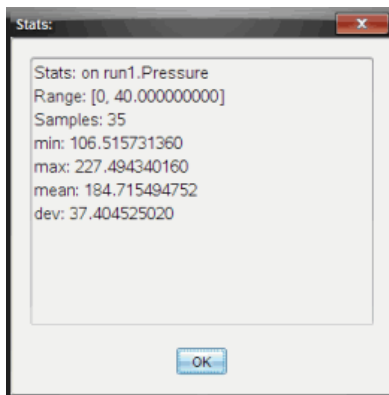 Stats:
Stats: on run1.Pressure
Range: [0, 40.000000000]
Samples: 35
min: 106.515731360
max: 227.494340160
mean: 184.715494752
dev: 37.404525020
OK